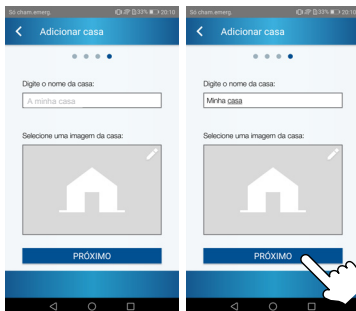 Só cham.emerg. 33% 20:10
Adicionar casa
Digite o nome da casa:
A minha casa
Selecione uma imagem da casa:
PRÓXIMO
Só cham.emerg. 33% 20:10
Adicionar casa
Digite o nome da casa:
Minha casa
Selecione uma imagem da casa:
PRÓXIMO